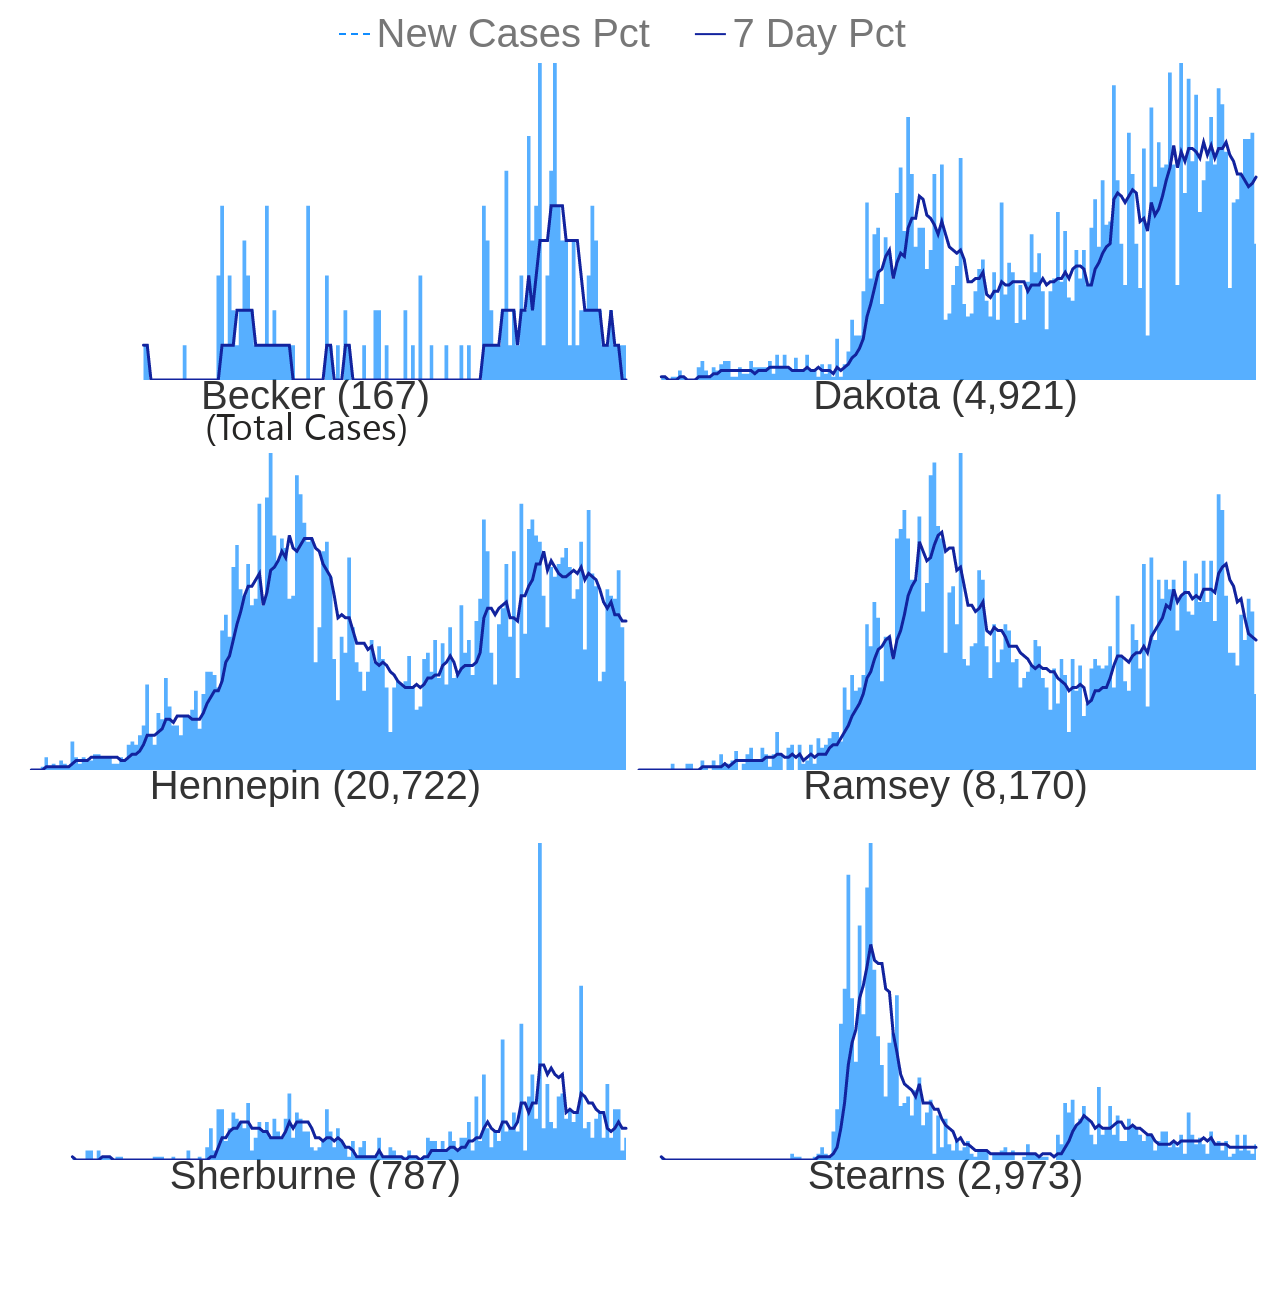 New Cases Pct 7 Day Pct
Becker (167) Dakota (4,921)
(Total Cases)
Hennepin (20,722) Ramsey (8,170)
Sherburne (787) Stearns (2,973)